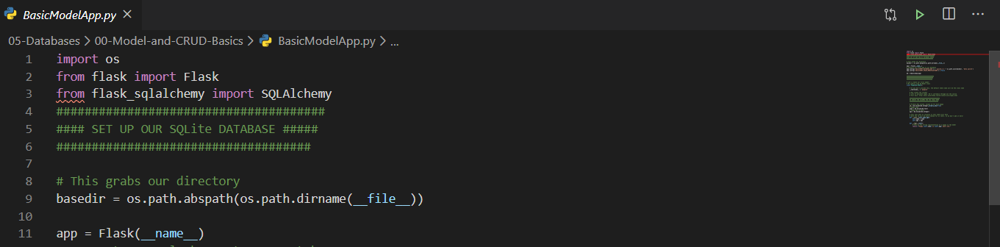 BasicModelApp.py
05-Databases > 00-Model-and-CRUD-Basics > BasicModelApp.py > ...
1 import os
2 from flask import Flask
3 from flask_sqlalchemy import SQLAlchemy
4 ######################################
5 #### SET UP OUR SQLite DATABASE #####
6 ####################################
7
8 # This grabs our directory
9 basedir = os.path.abspath(os.path.dirname(__file__))
10
11 app = Flask(__name__)